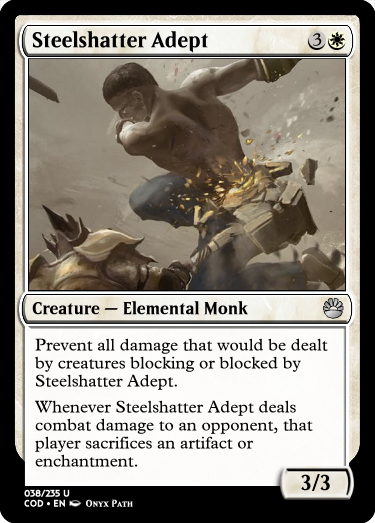 Steelshatter Adept
3
Creature — Elemental Monk
Prevent all damage that would be dealt
by creatures blocking or blocked by
Steelshatter Adept.
Whenever Steelshatter Adept deals
combat damage to an opponent, that
player sacrifices an artifact or
enchantment.
3/3
038/235 U
COD • EN Onyx Path